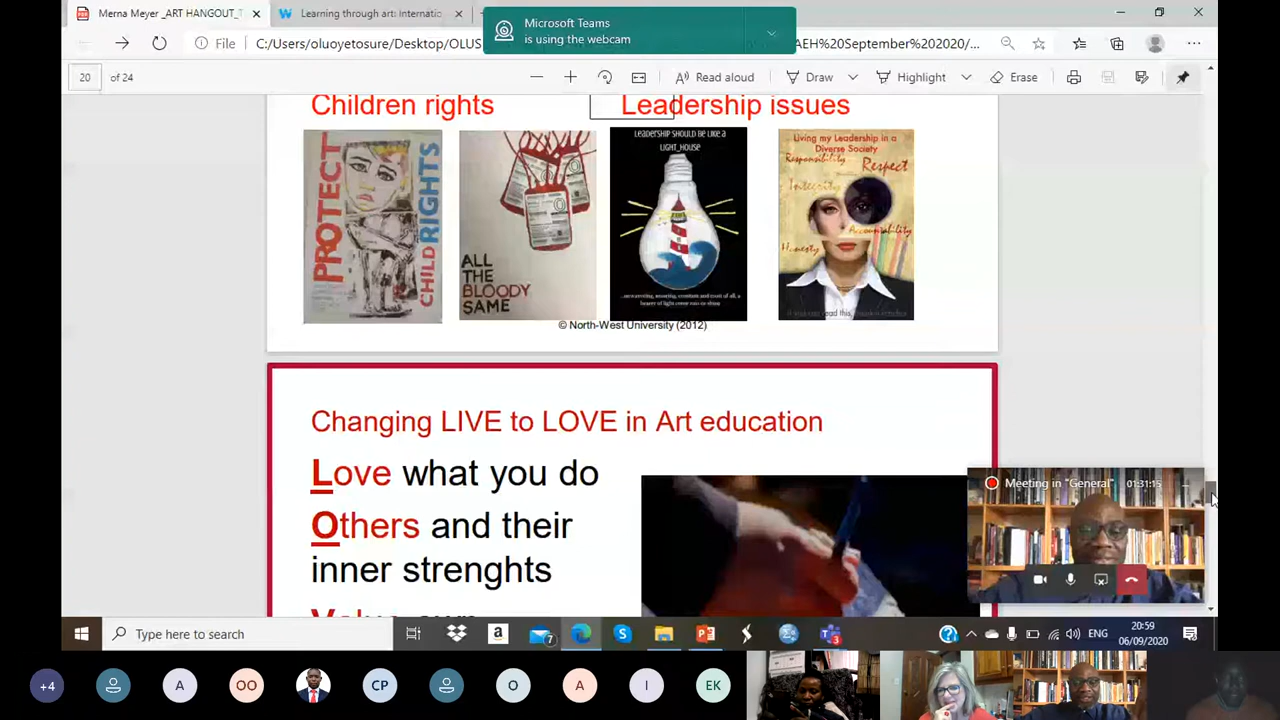 Merna Meyer _ART HANGOUT_T
Learning through art: Internatio
Microsoft Teams
is using the webcam
File
C:/Users/oluoyetosure/Desktop/OLUS
AEH%20September%202020/...
20
of 24
Read aloud
Draw
Highlight
Erase
Children rights
Leadership issues
PROTECT
CHILD RIGHTS
ALL
THE
BLOODY
SAME
LEADERSHIP SHOULD BE LIKE A
LIGHT_HOUSE
Living my Leadership in a
Diverse Society
Responsibility
Respect
Integrity
Accountability
Honesty
© North-West University (2012)
Changing LIVE to LOVE in Art education
Love what you do
Others and their
inner strenghts
Meeting in "General"
01:31:15
Type here to search
7
3
ENG
20:59
06/09/2020
+4
A
OO
CP
O
A
I
EK